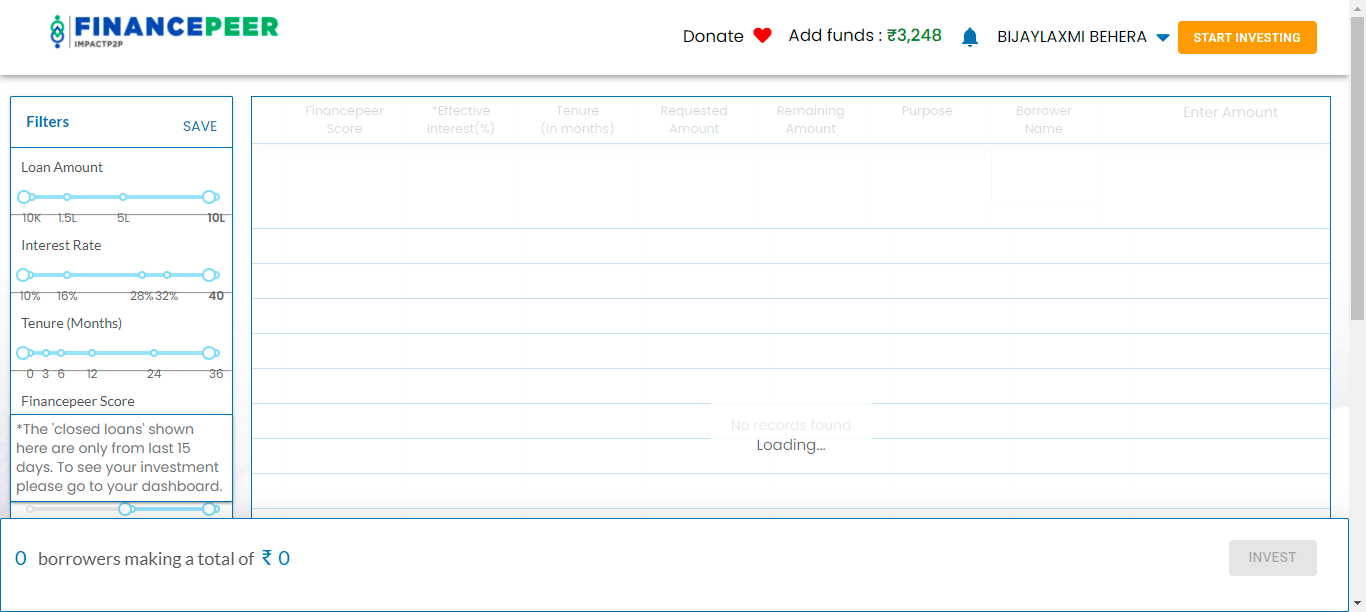 FINANCEPEER
IMPACTP2P
Donate Add funds : ₹3,248 BIJAYLAXMI BEHERA START INVESTING
Filters
SAVE
Loan Amount
10K 1.5L 5L 10L
Interest Rate
10% 16% 28% 32% 40
Tenure (Months)
0 3 6 12 24 36
Financepeer Score
*The 'closed loans' shown
here are only from last 15
days. To see your investment
please go to your dashboard.
Financepeer Score
*Effective Interest(%)
Tenure (in months)
Requested Amount
Remaining Amount
Purpose
Borrower Name
Enter Amount
No records found
Loading...
0 borrowers making a total of ₹ 0
INVEST